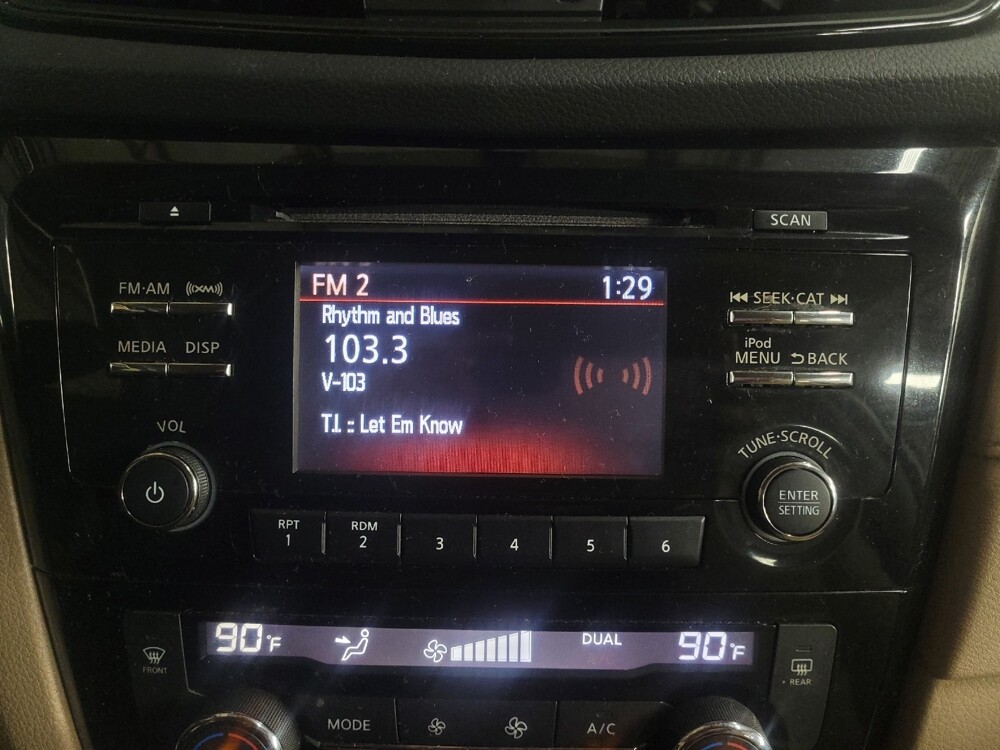 SCAN
FM·AM
((XM))
FM 2
1:29
SEEK·CAT
Rhythm and Blues
103.3
V-103
T.I. :: Let Em Know
MEDIA
DISP
iPod
MENU
BACK
VOL
TUNE·SCROLL
ENTER
SETTING
RPT
1
RDM
2
3
4
5
6
90°F
DUAL
90°F
FRONT
REAR
MODE
A/C